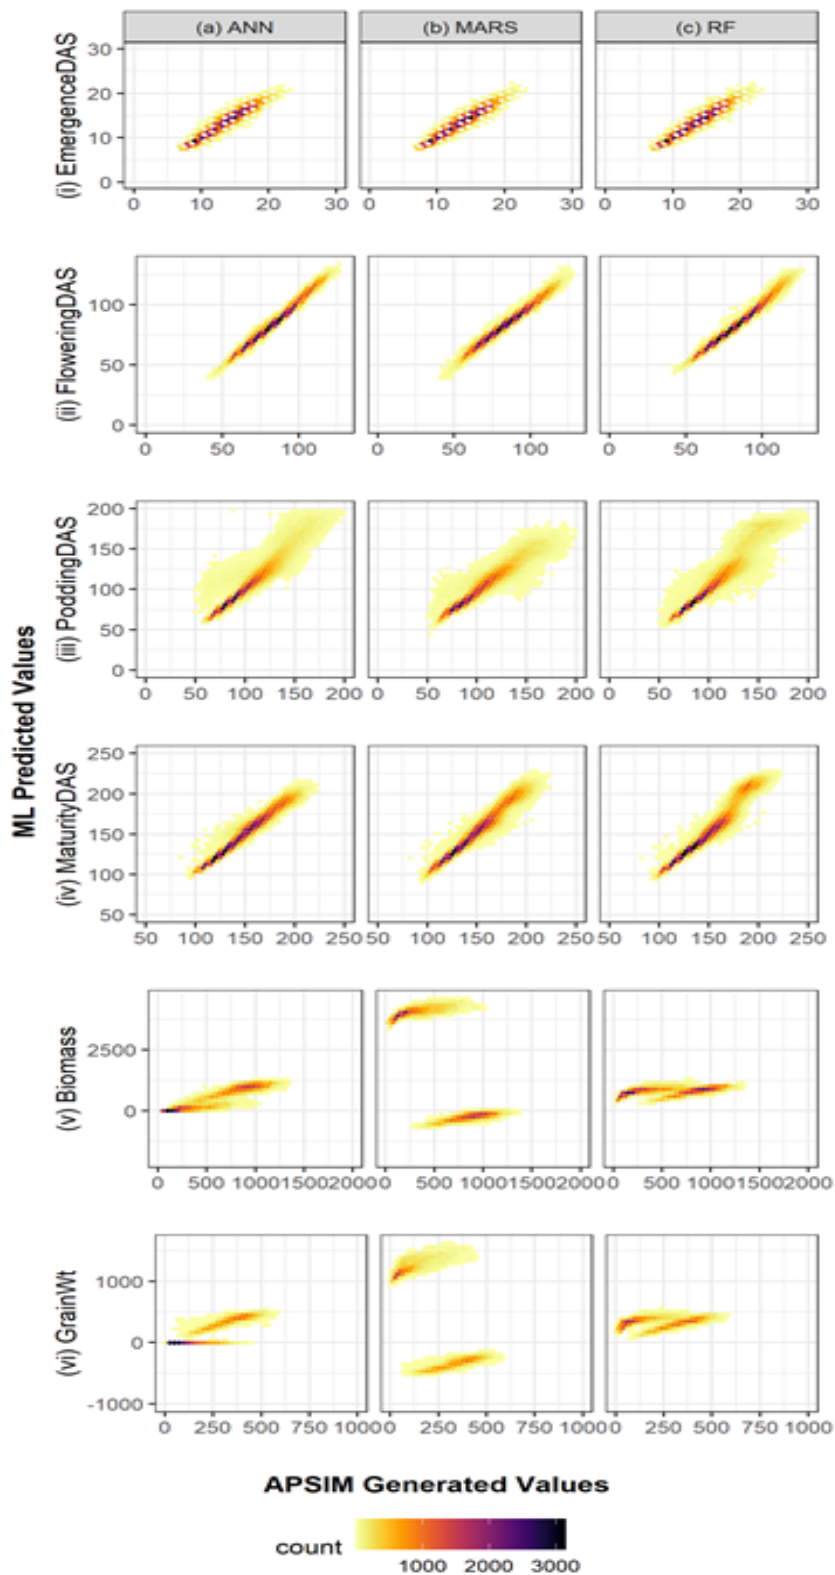 (a) ANN (b) MARS (c) RF
(i) EmergenceDAS
30
20
10
0
0 10 20 30 0 10 20 30 0 10 20 30
(ii) FloweringDAS
100
50
0
0 50 100 0 50 100 0 50 100
ML Predicted Values
(iii) PoddingDAS
200
150
100
50
0
0 50 100 150 200 0 50 100 150 200 0 50 100 150 200
(iv) MaturityDAS
250
200
150
100
50
50 100 150 200 250 50 100 150 200 250 50 100 150 200 250
(v) Biomass
2500
0
0 500 1000 1500 2000 0 500 1000 1500 2000 0 500 1000 1500 2000
(vi) GrainWt
1000
0
-1000
0 250 500 750 1000 0 250 500 750 1000 0 250 500 750 1000
APSIM Generated Values
count
1000 2000 3000